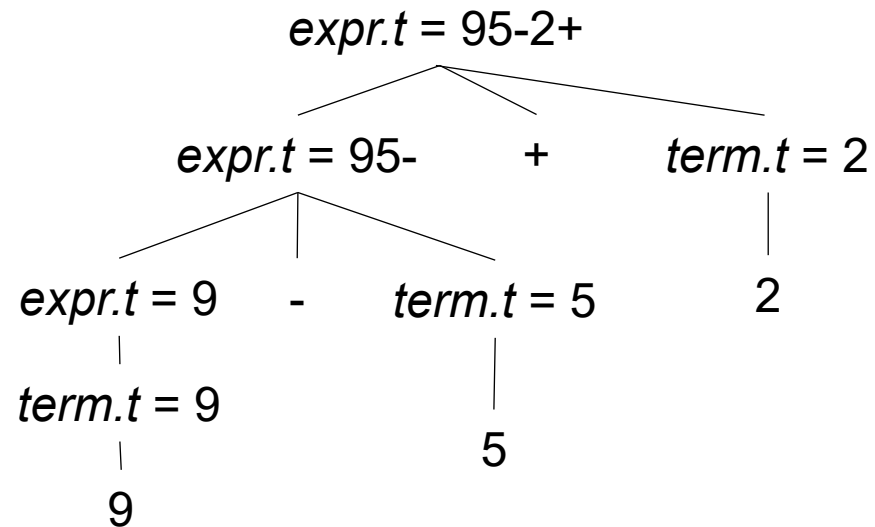 expr.t = 95-2+
expr.t = 95- + term.t = 2
expr.t = 9 - term.t = 5 2
term.t = 9
5
9